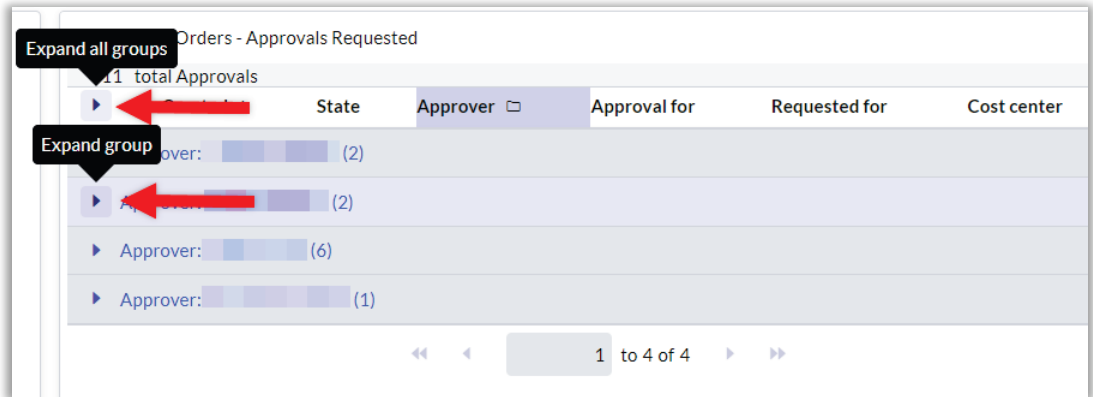 Orders - Approvals Requested
Expand all groups
11 total Approvals
State Approver Approval for Requested for Cost center
Expand group
over: (2)
(2)
Approver: (6)
Approver: (1)
1 to 4 of 4